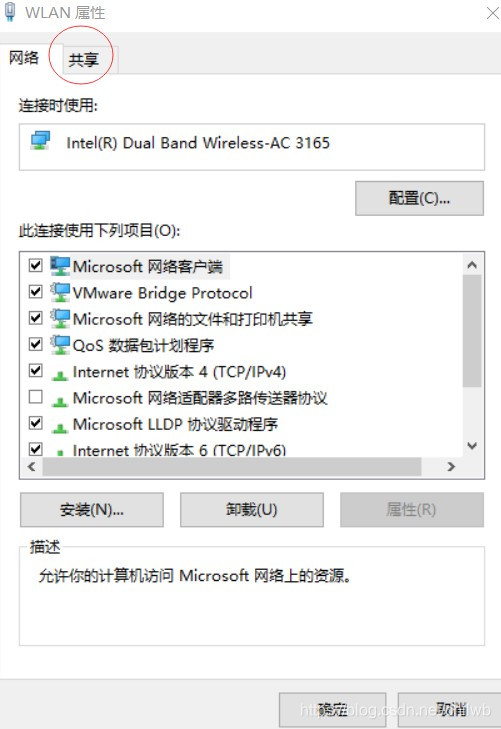 WLAN 属性
网络
共享
连接时使用:
Intel(R) Dual Band Wireless-AC 3165
配置(C)...
此连接使用下列项目(O):
Microsoft 网络客户端
VMware Bridge Protocol
Microsoft 网络的文件和打印机共享
QoS 数据包计划程序
Internet 协议版本 4 (TCP/IPv4)
Microsoft 网络适配器多路传送器协议
Microsoft LLDP 协议驱动程序
Internet 协议版本 6 (TCP/IPv6)
安装(N)...
卸载(U)
属性(R)
描述
允许你的计算机访问 Microsoft 网络上的资源。
确定
取消